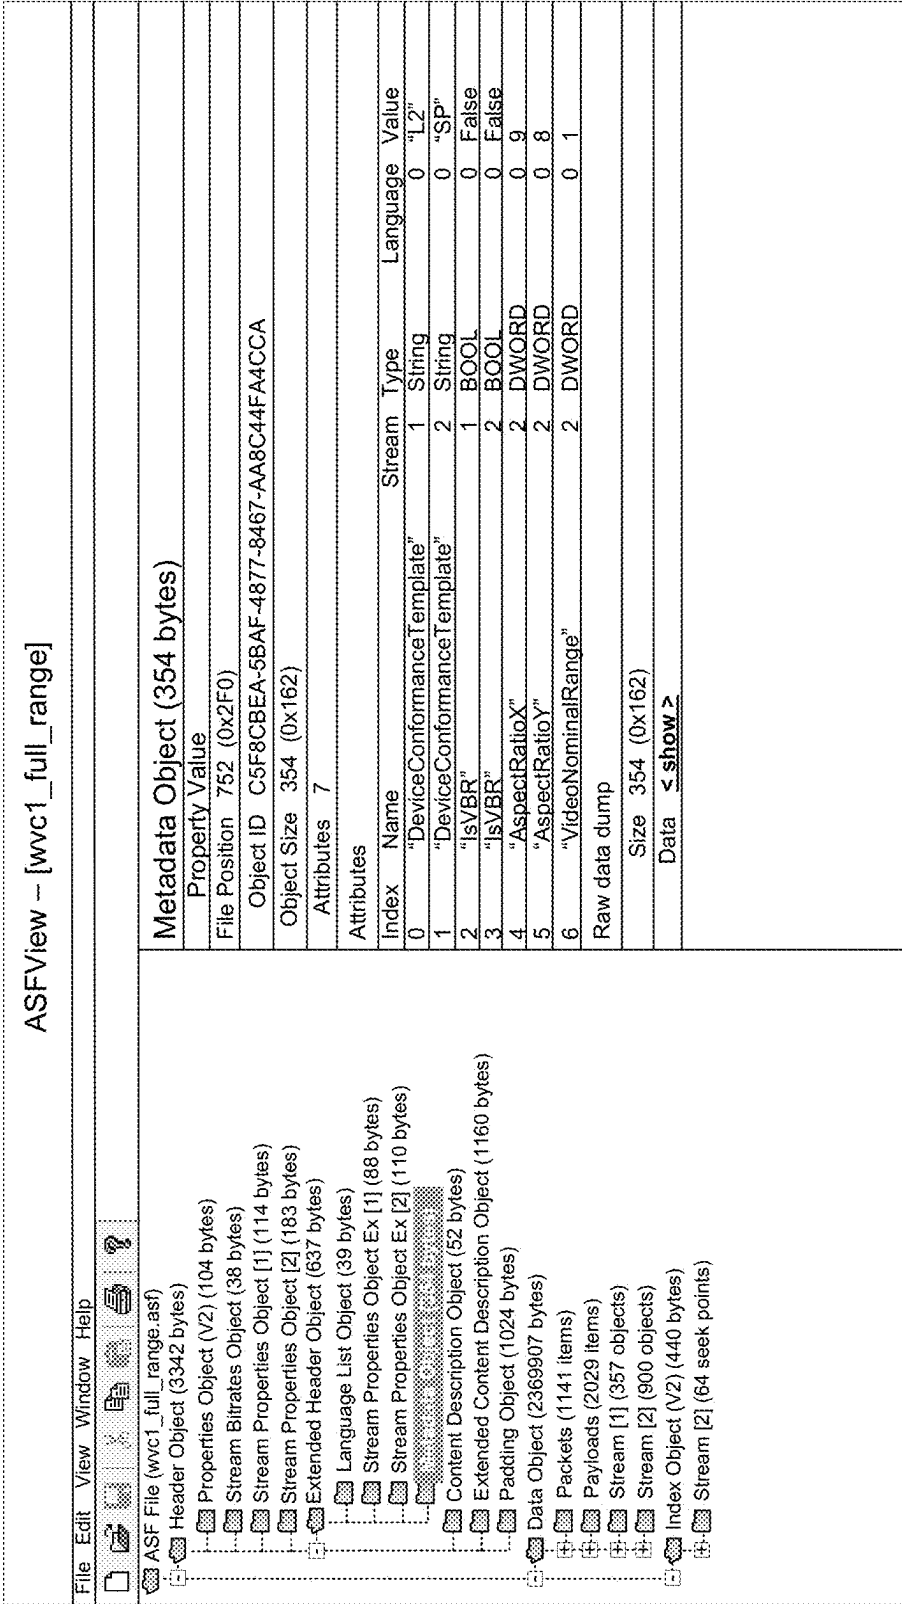 ASFView – [wvc1_full_range]
File Edit View Window Help
ASF File (wvc1_full_range.asf)
Header Object (3342 bytes)
Properties Object (V2) (104 bytes)
Stream Bitrates Object (38 bytes)
Stream Properties Object [1] (114 bytes)
Stream Properties Object [2] (183 bytes)
Extended Header Object (637 bytes)
Language List Object (39 bytes)
Stream Properties Object Ex [1] (88 bytes)
Stream Properties Object Ex [2] (110 bytes)
Content Description Object (52 bytes)
Extended Content Description Object (1160 bytes)
Padding Object (1024 bytes)
Data Object (2369907 bytes)
Packets (1141 items)
Payloads (2029 items)
Stream [1] (357 objects)
Stream [2] (900 objects)
Index Object (V2) (440 bytes)
Stream [2] (64 seek points)
Metadata Object (354 bytes)
Property Value
File Position 752 (0x2F0)
Object ID C5F8CBEA-5BAF-4877-8467-AA8C44FA4CCA
Object Size 354 (0x162)
Attributes 7
Attributes
Index Name Stream Type Language Value
0 "DeviceConformanceTemplate" 1 String 0 "L2"
1 "DeviceConformanceTemplate" 2 String 0 "SP"
2 "IsVBR" 1 BOOL 0 False
3 "IsVBR" 2 BOOL 0 False
4 "AspectRatioX" 2 DWORD 0 9
5 "AspectRatioY" 2 DWORD 0 8
6 "VideoNominalRange" 2 DWORD 0 1
Raw data dump
Size 354 (0x162)
Data < show >